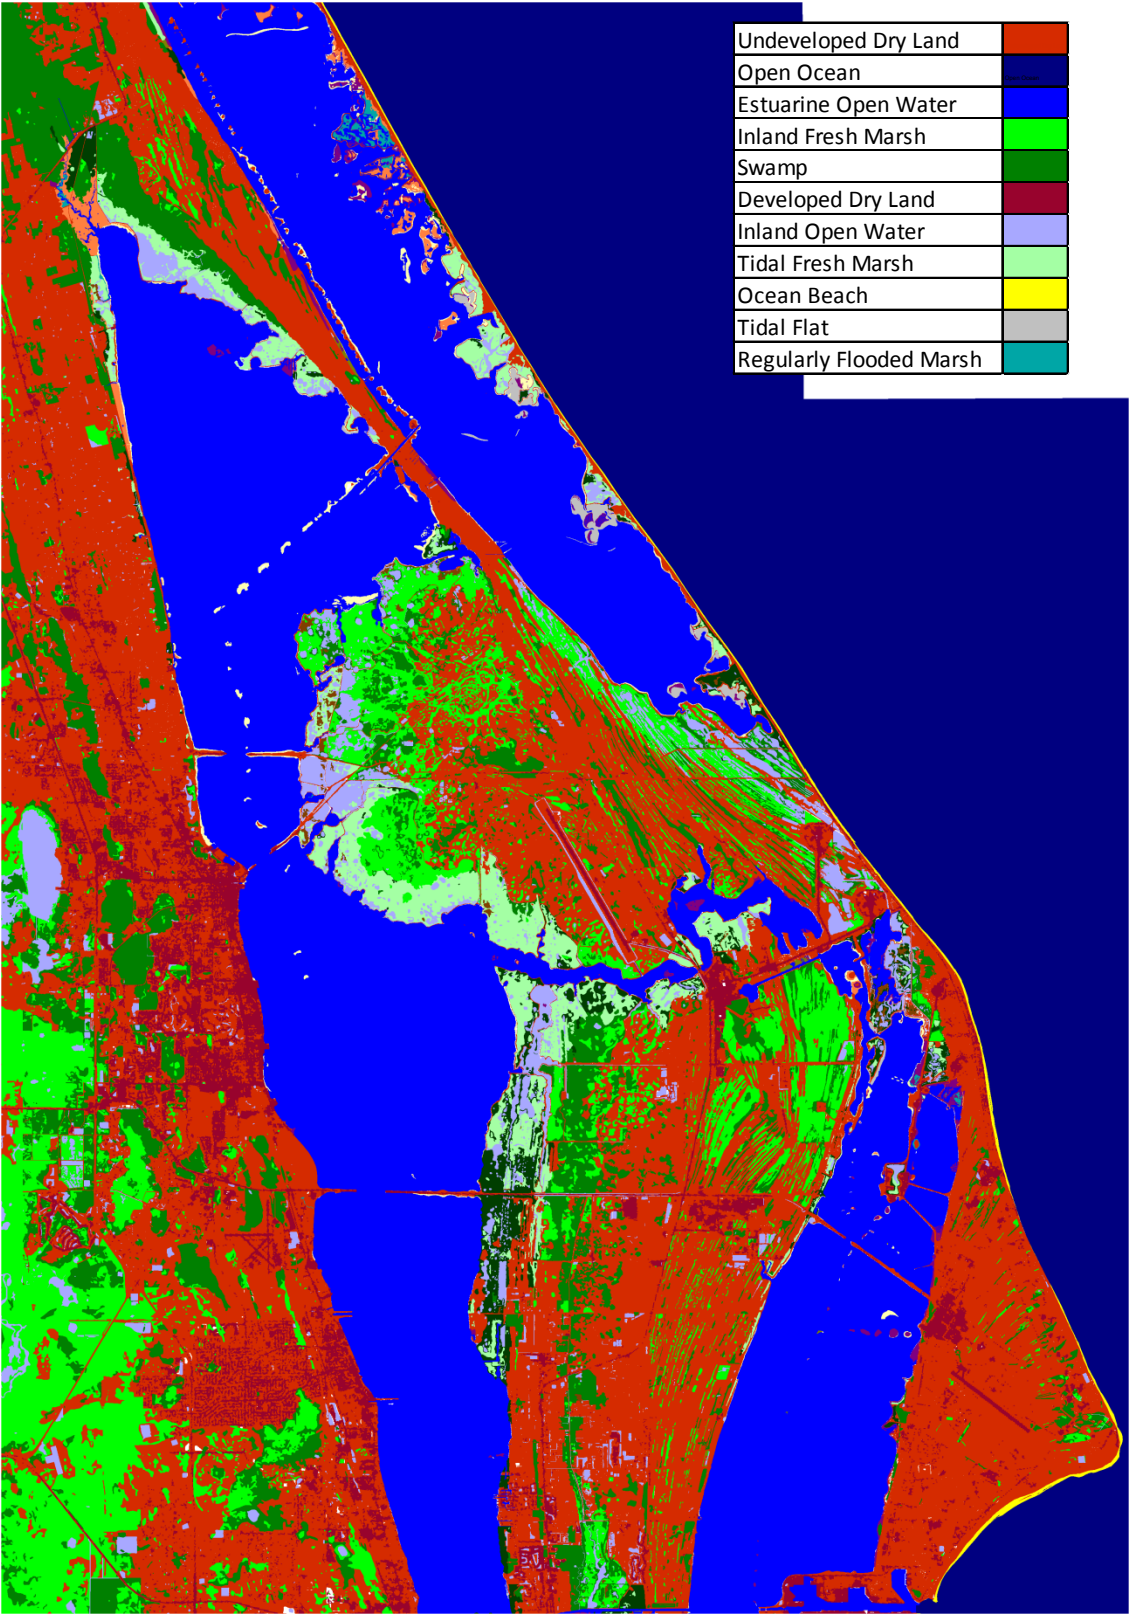 Undeveloped Dry Land
Open Ocean
Estuarine Open Water
Inland Fresh Marsh
Swamp
Developed Dry Land
Inland Open Water
Tidal Fresh Marsh
Ocean Beach
Tidal Flat
Regularly Flooded Marsh